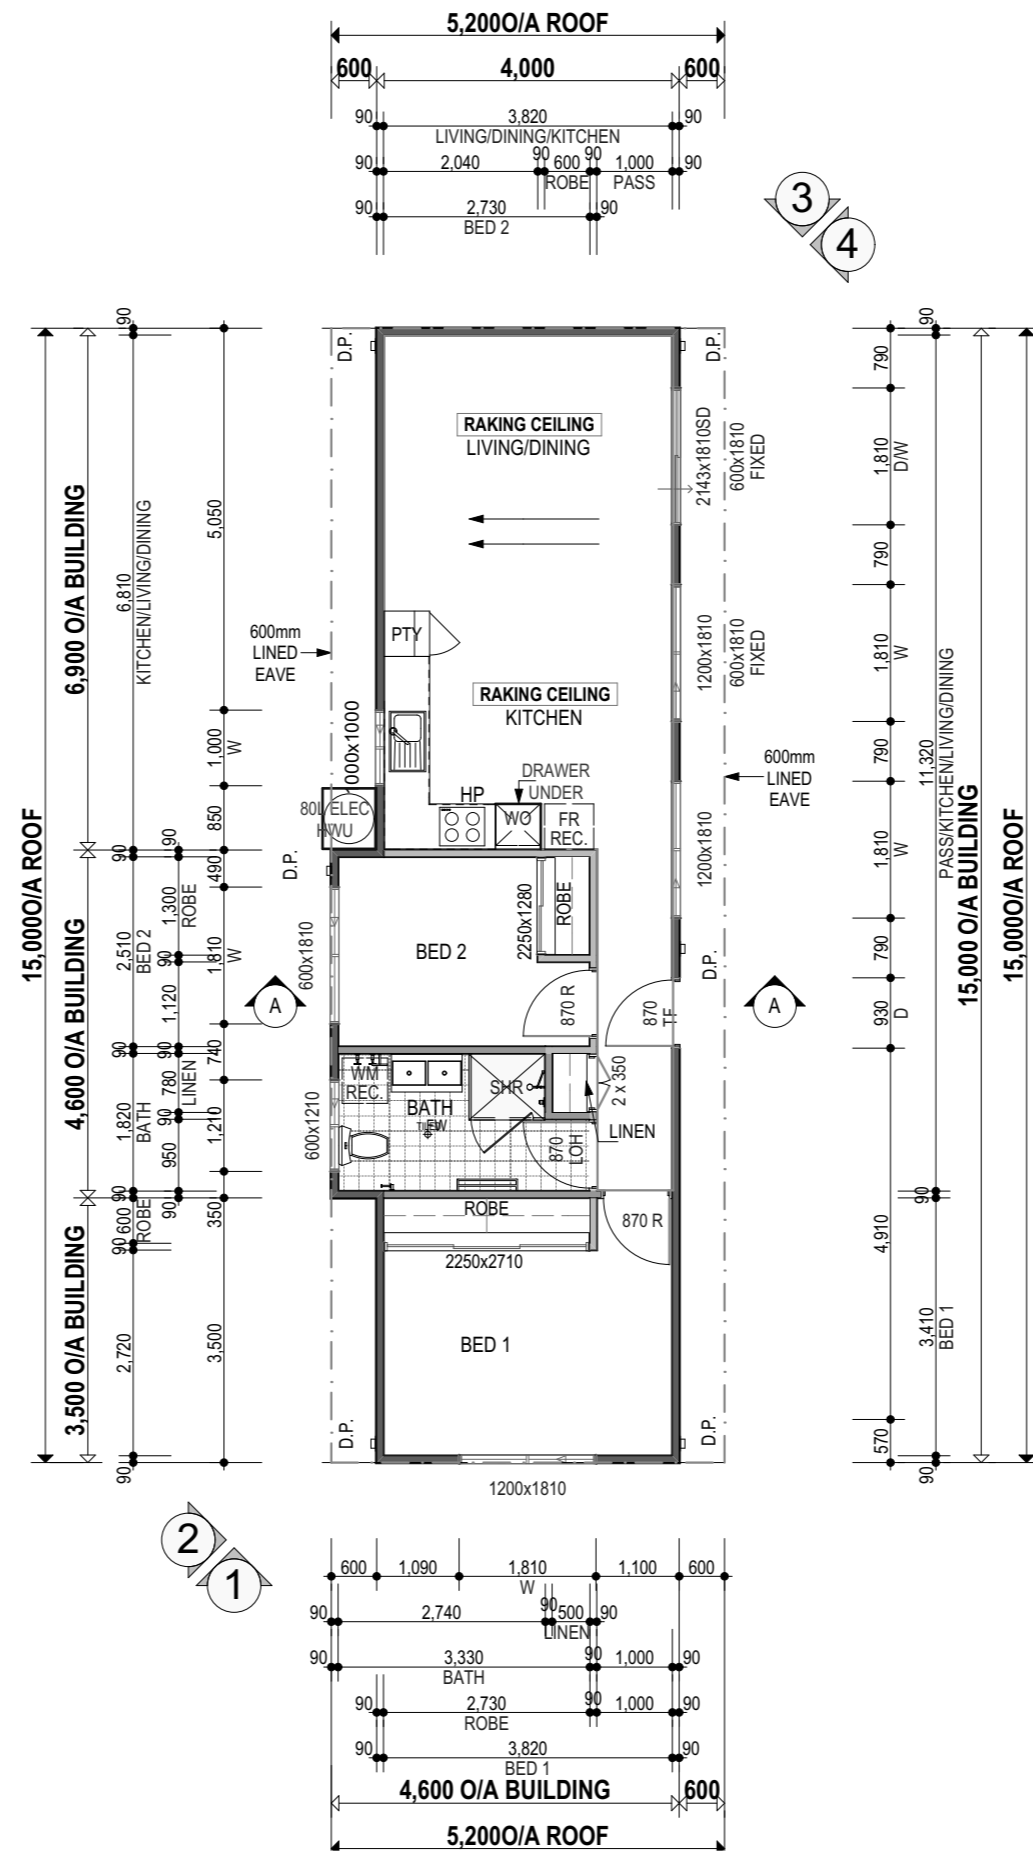 5,200O/A ROOF
600 4,000 600
90 3,820 90
LIVING/DINING/KITCHEN
90 2,040 90 600 90 1,000 90
ROBE PASS
90 2,730 90
BED 2
3
4
15,000O/A ROOF
6,900 O/A BUILDING
4,600 O/A BUILDING
3,500 O/A BUILDING
90
6,810
KITCHEN/LIVING/DINING
90
2,510
BED 2
90
1,820
BATH
90
600
ROBE
90
2,720
90
90
1,300
ROBE
90
1,120
90
780
LINEN
90
950
90
5,050
1,000
W
850
490
1,810
W
740
1,210
350
3,500
D.P.
D.P.
RAKING CEILING
LIVING/DINING
2143x1810SD
600x1810
FIXED
600mm
LINED
EAVE
PTY
RAKING CEILING
KITCHEN
1200x1810
600x1810
FIXED
000x1000
DRAWER
UNDER
HP
WO
FR
REC.
80L ELEC
HWU
1200x1810
600mm
LINED
EAVE
D.P.
600x1810
BED 2
2250x1280
ROBE
D.P.
A
870 R
870
TF
A
WM
REC.
BATH
FW
SHR
2 x 350
LINEN
600x1210
870
LOH
ROBE
870 R
2250x2710
BED 1
D.P.
D.P.
1200x1810
790
1,810
D/W
790
1,810
W
790
1,810
W
790
930
D
4,910
570
90
11,320
PASS/KITCHEN/LIVING/DINING
90
3,410
BED 1
90
15,000 O/A BUILDING
15,000O/A ROOF
2
1
600 1,090 1,810 1,100 600
W
90 2,740 90 500 90
LINEN
90 3,330 90 1,000 90
BATH
90 2,730 90 1,000 90
ROBE
90 3,820 90
BED 1
4,600 O/A BUILDING 600
5,200O/A ROOF